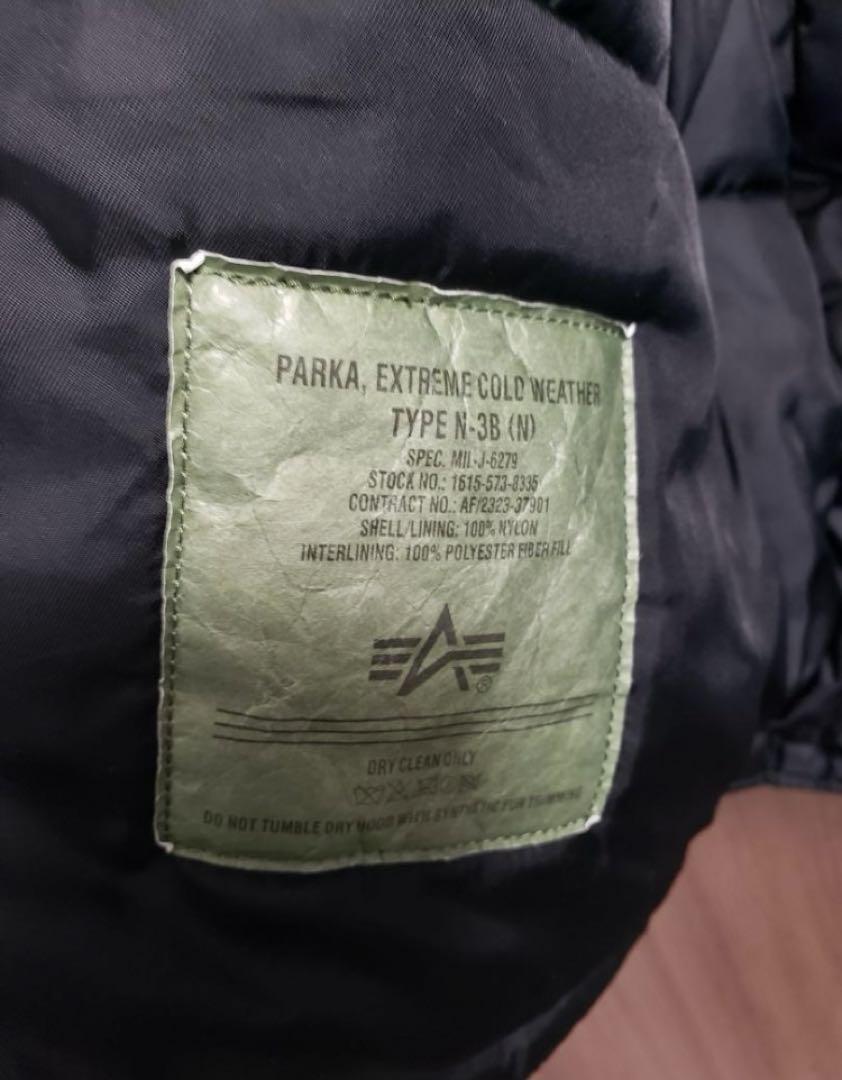 PARKA, EXTREME COLD WEATHER
TYPE N-3B (N)
SPEC. MIL-J-6279
STOCK NO.: 1615-573-8335
CONTRACT NO.: AF/2323-37901
SHELL/LINING: 100% NYLON
INTERLINING: 100% POLYESTER FIBER FILL
®
DRY CLEAN ONLY
DO NOT TUMBLE DRY HOOD WITH SYNTHETIC FUR TRIMMING